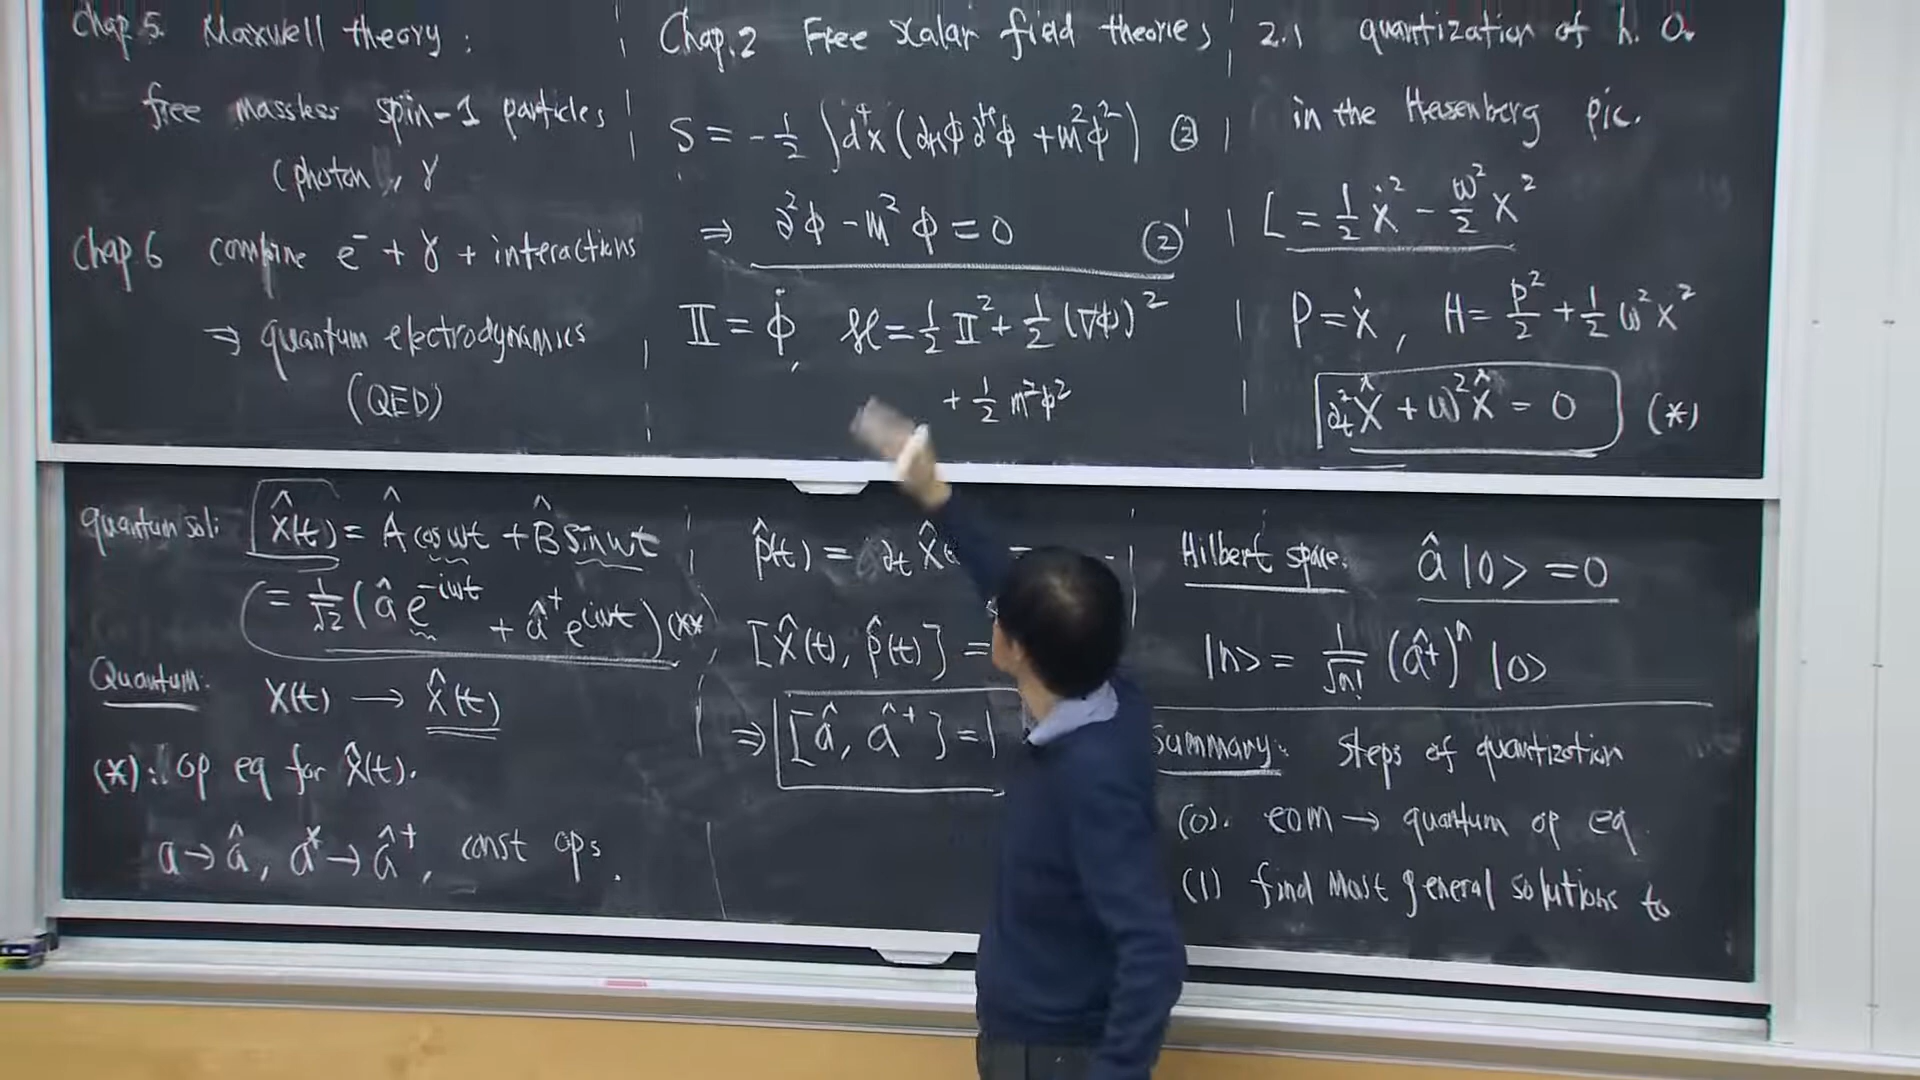 Chap 5. Maxwell theory:
free massless spin-1 particles
(photon), γ
Chap 6 combine e⁻ + γ + interactions
⇒ quantum electrodynamics
(QED)
Chap. 2 Free scalar field theories
S = -1/2 ∫d⁴x (∂_μφ ∂^μφ + m²φ²) ②
⇒ ∂²φ - m²φ = 0 ②'
Π = φ̇, ℋ = 1/2 Π² + 1/2 (∇φ)²
+ 1/2 m²φ²
2.1 quantization of h. O.
in the Heisenberg pic.
L = 1/2 ẋ² - ω²/2 x²
p = ẋ, H = p²/2 + 1/2 ω²x²
∂_t² x̂ + ω² x̂ = 0 (*)
quantum sol: x̂(t) = Â cos ωt + B̂ sin ωt
= 1/√2 (â e^{-iωt} + â† e^{iωt}) (**)
Quantum: x(t) → x̂(t)
(*): op eq for x̂(t).
a → â, a* → â†, const ops.
p̂(t) = ∂_t x̂
[x̂(t), p̂(t)] =
⇒ [â, â†] = 1
Hilbert space: â|0> = 0
|n> = 1/√n! (â†)ⁿ |0>
Summary: Steps of quantization
(0). eom → quantum op eq.
(1) find most general solutions to